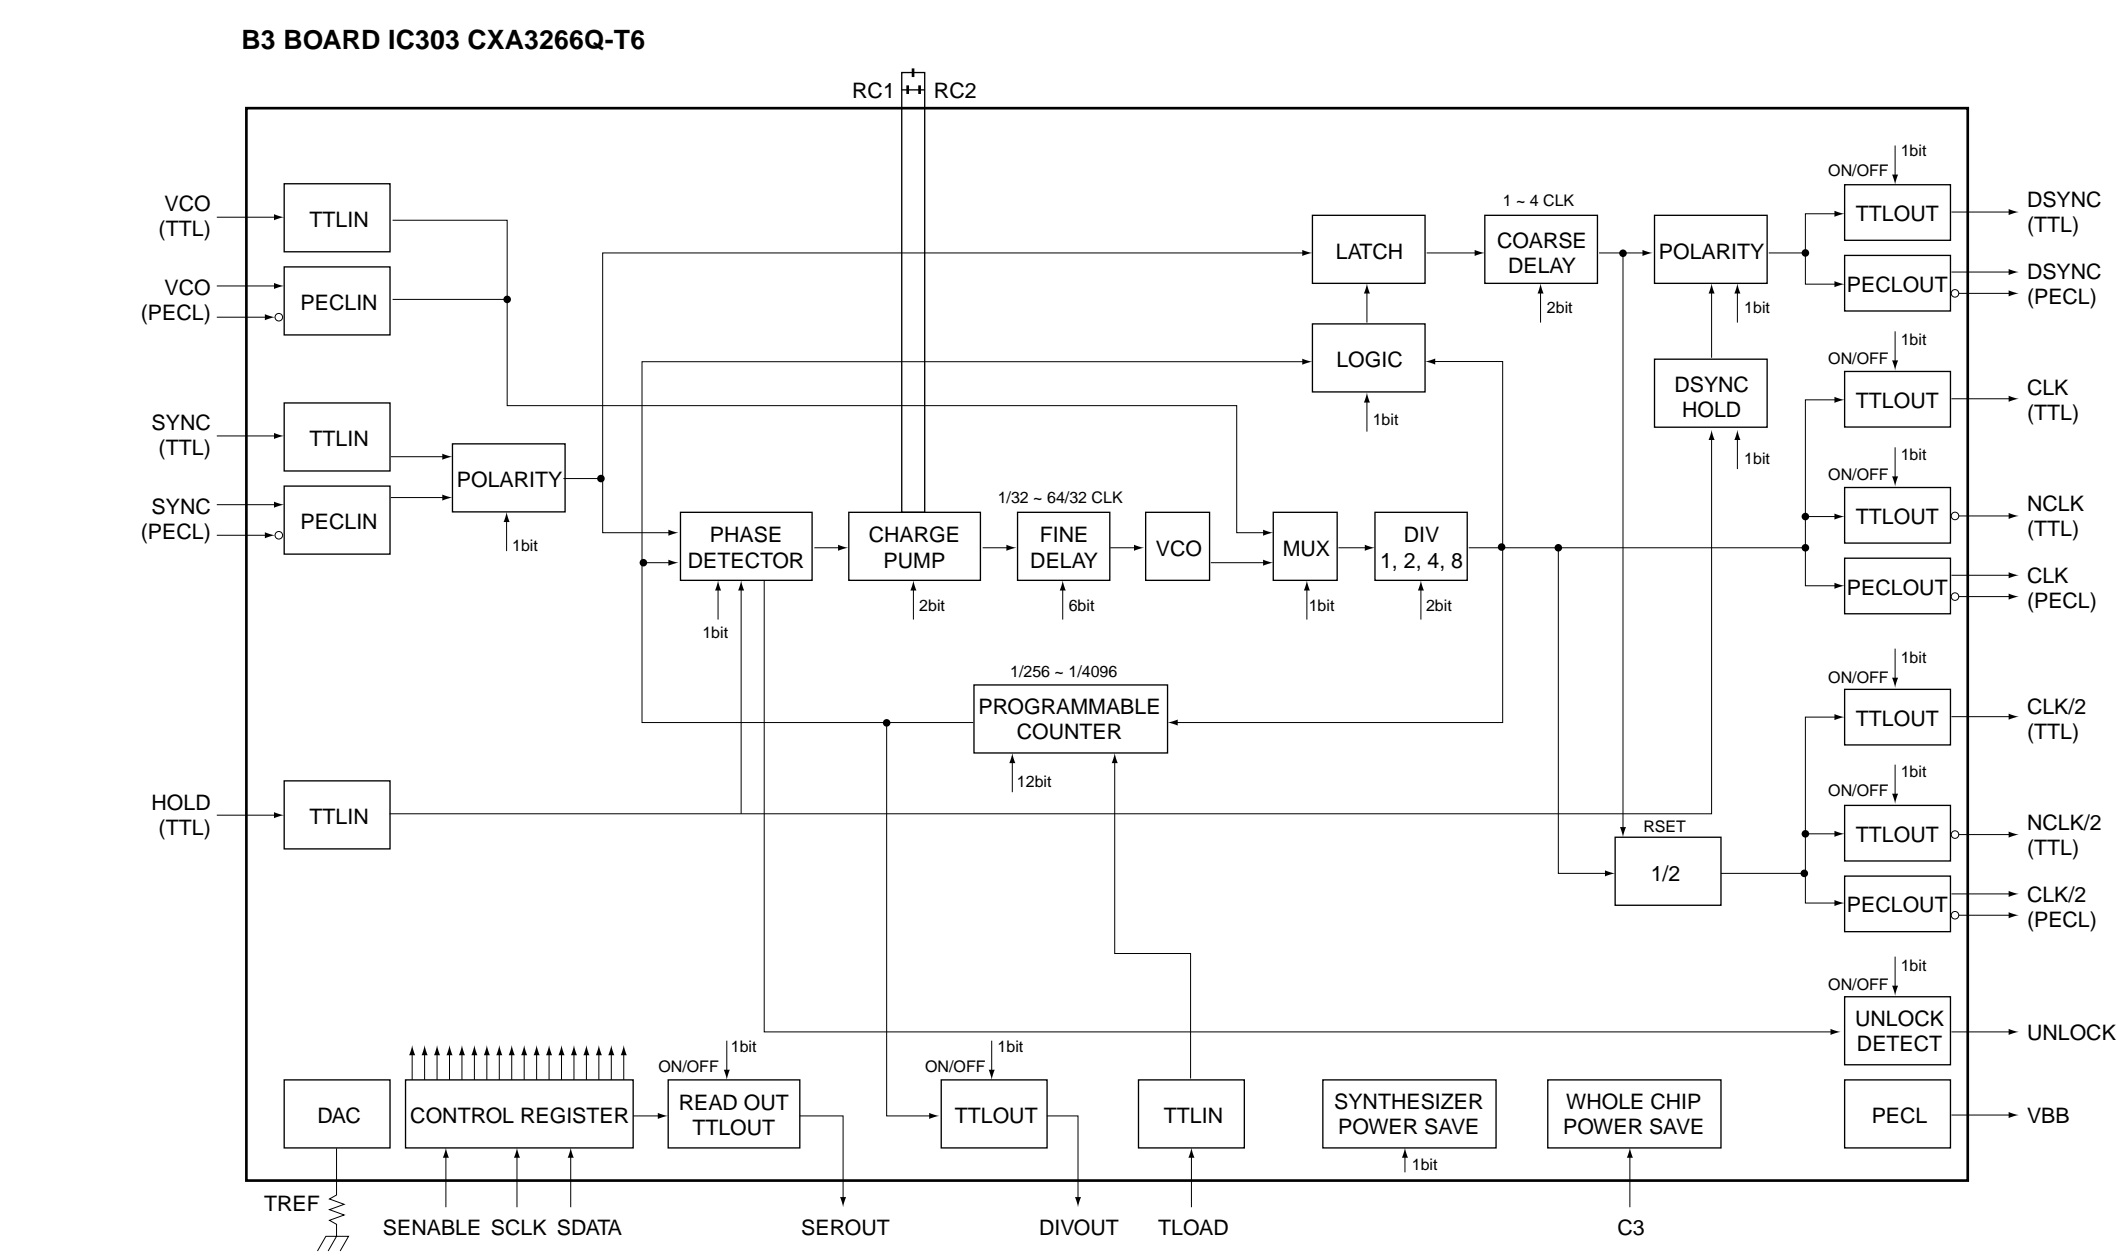 B3 BOARD IC303 CXA3266Q-T6
RC1
RC2
VCO
(TTL)
TTLIN
VCO
(PECL)
PECLIN
SYNC
(TTL)
TTLIN
SYNC
(PECL)
PECLIN
POLARITY
1bit
HOLD
(TTL)
TTLIN
PHASE
DETECTOR
1bit
CHARGE
PUMP
2bit
1/32 ~ 64/32 CLK
FINE
DELAY
6bit
VCO
MUX
1bit
DIV
1, 2, 4, 8
2bit
LATCH
LOGIC
1bit
1 ~ 4 CLK
COARSE
DELAY
2bit
POLARITY
1bit
DSYNC
HOLD
1bit
1/256 ~ 1/4096
PROGRAMMABLE
COUNTER
12bit
RSET
1/2
1bit
ON/OFF
TTLOUT
DSYNC
(TTL)
PECLOUT
DSYNC
(PECL)
1bit
ON/OFF
TTLOUT
CLK
(TTL)
1bit
ON/OFF
TTLOUT
NCLK
(TTL)
PECLOUT
CLK
(PECL)
1bit
ON/OFF
TTLOUT
CLK/2
(TTL)
1bit
ON/OFF
TTLOUT
NCLK/2
(TTL)
PECLOUT
CLK/2
(PECL)
1bit
ON/OFF
UNLOCK
DETECT
UNLOCK
DAC
TREF
CONTROL REGISTER
SENABLE
SCLK
SDATA
1bit
ON/OFF
READ OUT
TTLOUT
SEROUT
1bit
ON/OFF
TTLOUT
DIVOUT
TTLIN
TLOAD
SYNTHESIZER
POWER SAVE
1bit
WHOLE CHIP
POWER SAVE
C3
PECL
VBB